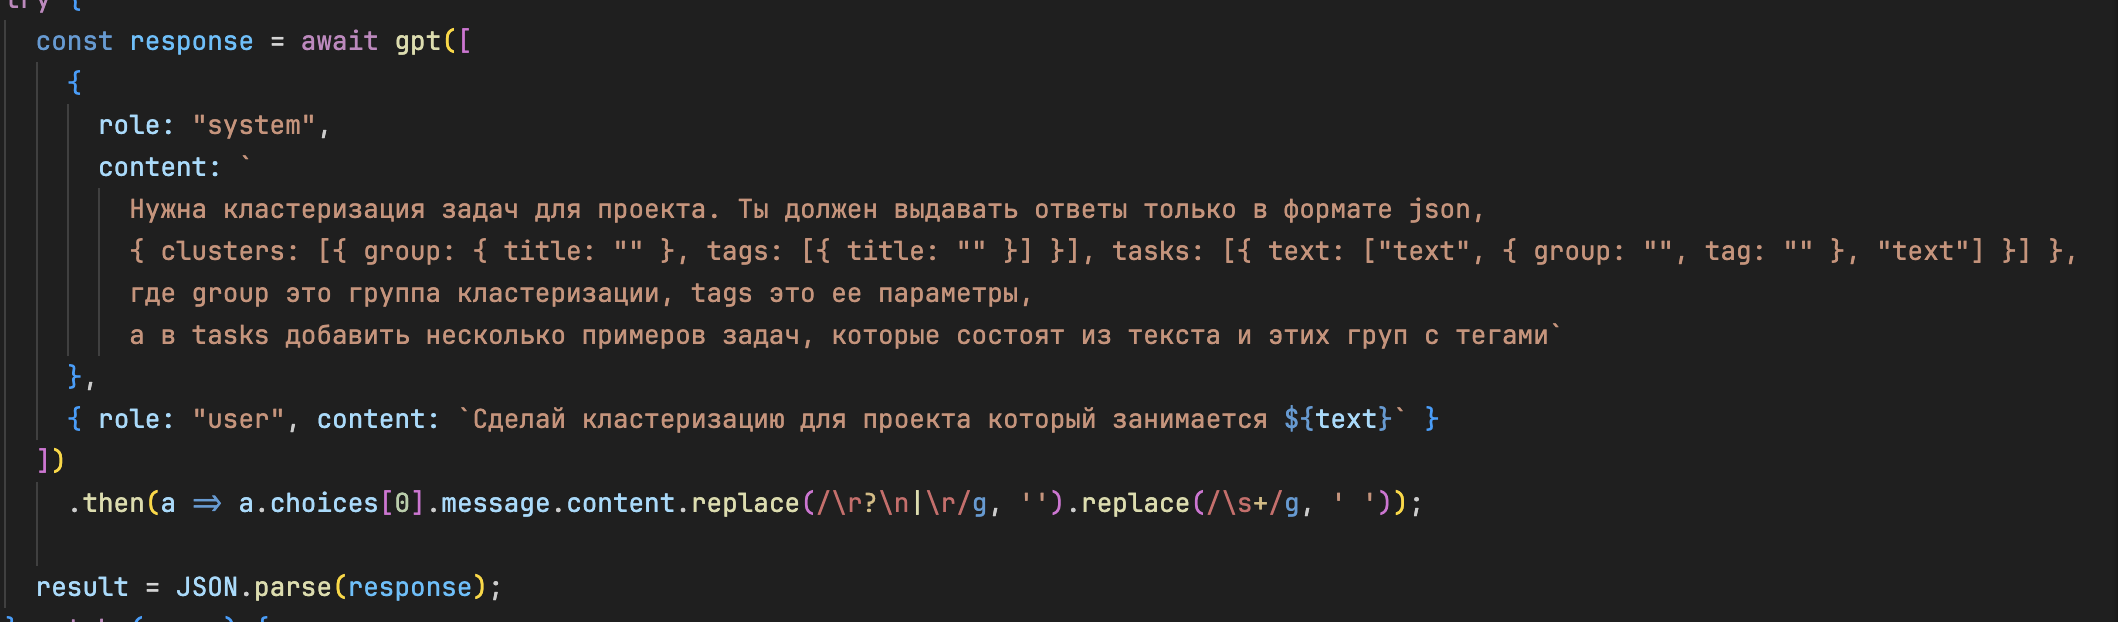 try {
const response = await gpt([
{
role: "system",
content: `
Нужна кластеризация задач для проекта. Ты должен выдавать ответы только в формате json,
{ clusters: [{ group: { title: "" }, tags: [{ title: "" }] }], tasks: [{ text: ["text", { group: "", tag: "" }, "text"] }] },
где group это группа кластеризации, tags это ее параметры,
а в tasks добавить несколько примеров задач, которые состоят из текста и этих груп с тегами`
},
{ role: "user", content: `Сделай кластеризацию для проекта который занимается ${text}` }
])
.then(a => a.choices[0].message.content.replace(/\r?\n|\r/g, '').replace(/\s+/g, ' '));
result = JSON.parse(response);